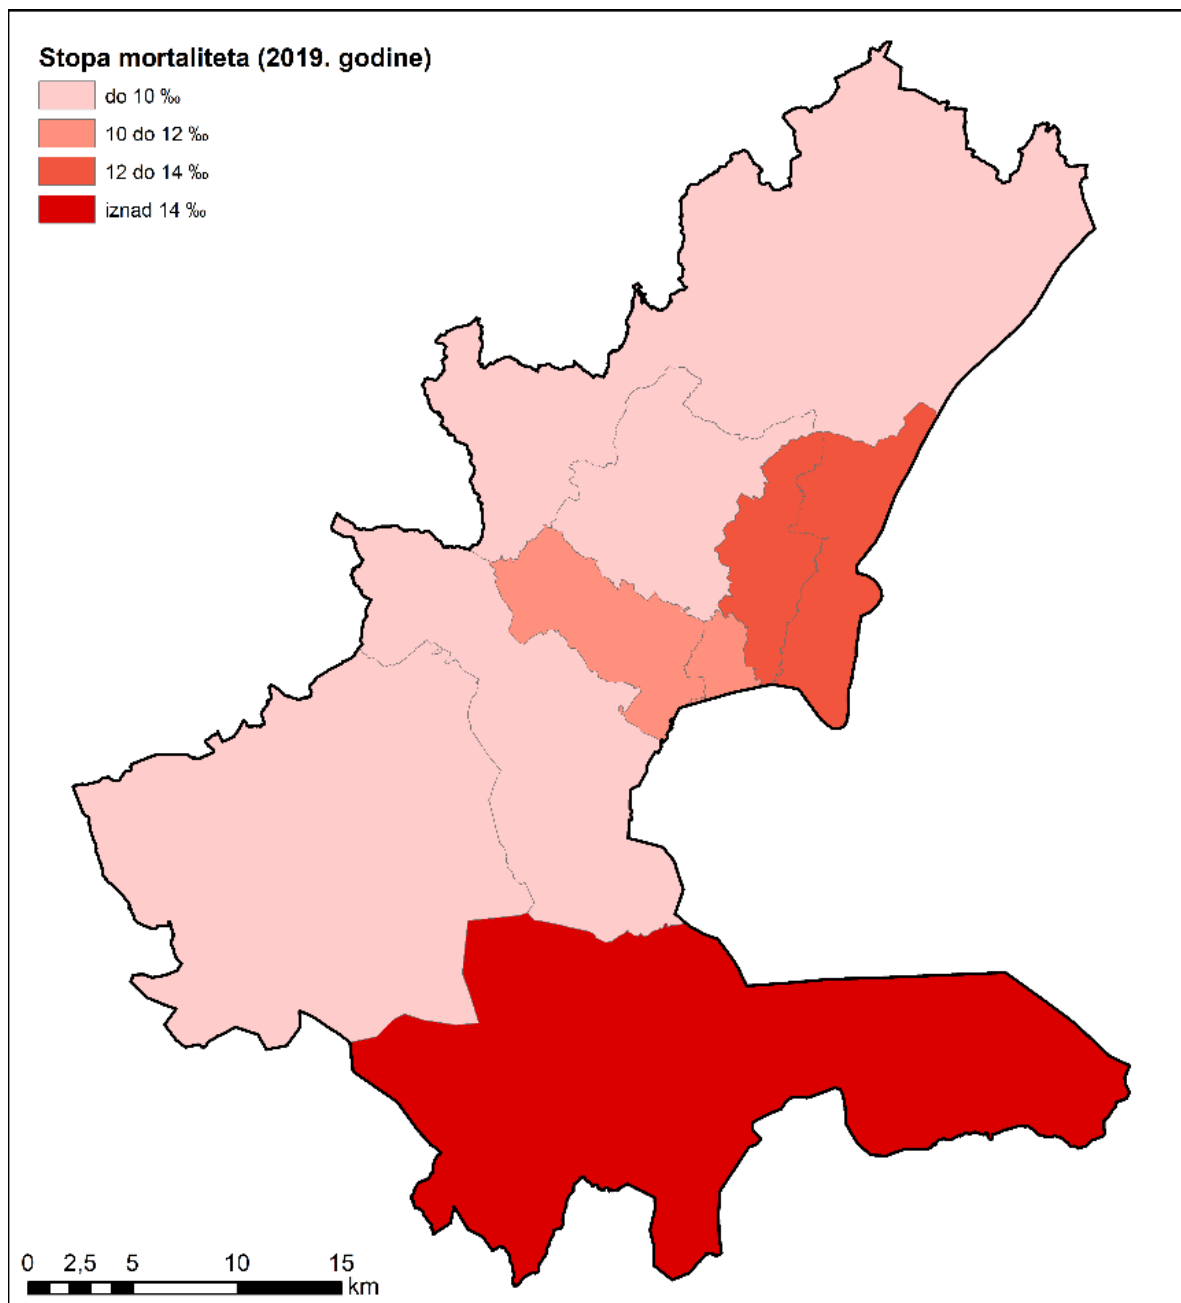 Stopa mortaliteta (2019. godine)
do 10 ‰
10 do 12 ‰
12 do 14 ‰
iznad 14 ‰
0 2,5 5 10 15
km